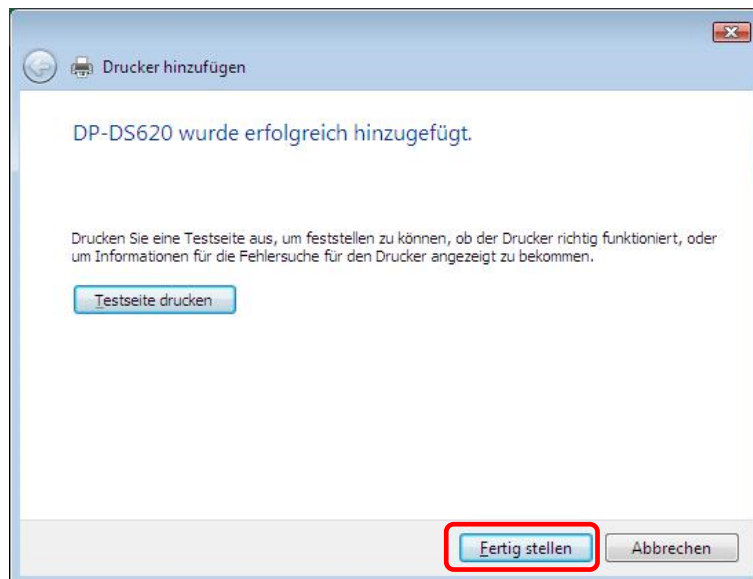 Drucker hinzufügen
DP-DS620 wurde erfolgreich hinzugefügt.
Drucken Sie eine Testseite aus, um feststellen zu können, ob der Drucker richtig funktioniert, oder
um Informationen für die Fehlersuche für den Drucker angezeigt zu bekommen.
Testseite drucken
Fertig stellen
Abbrechen